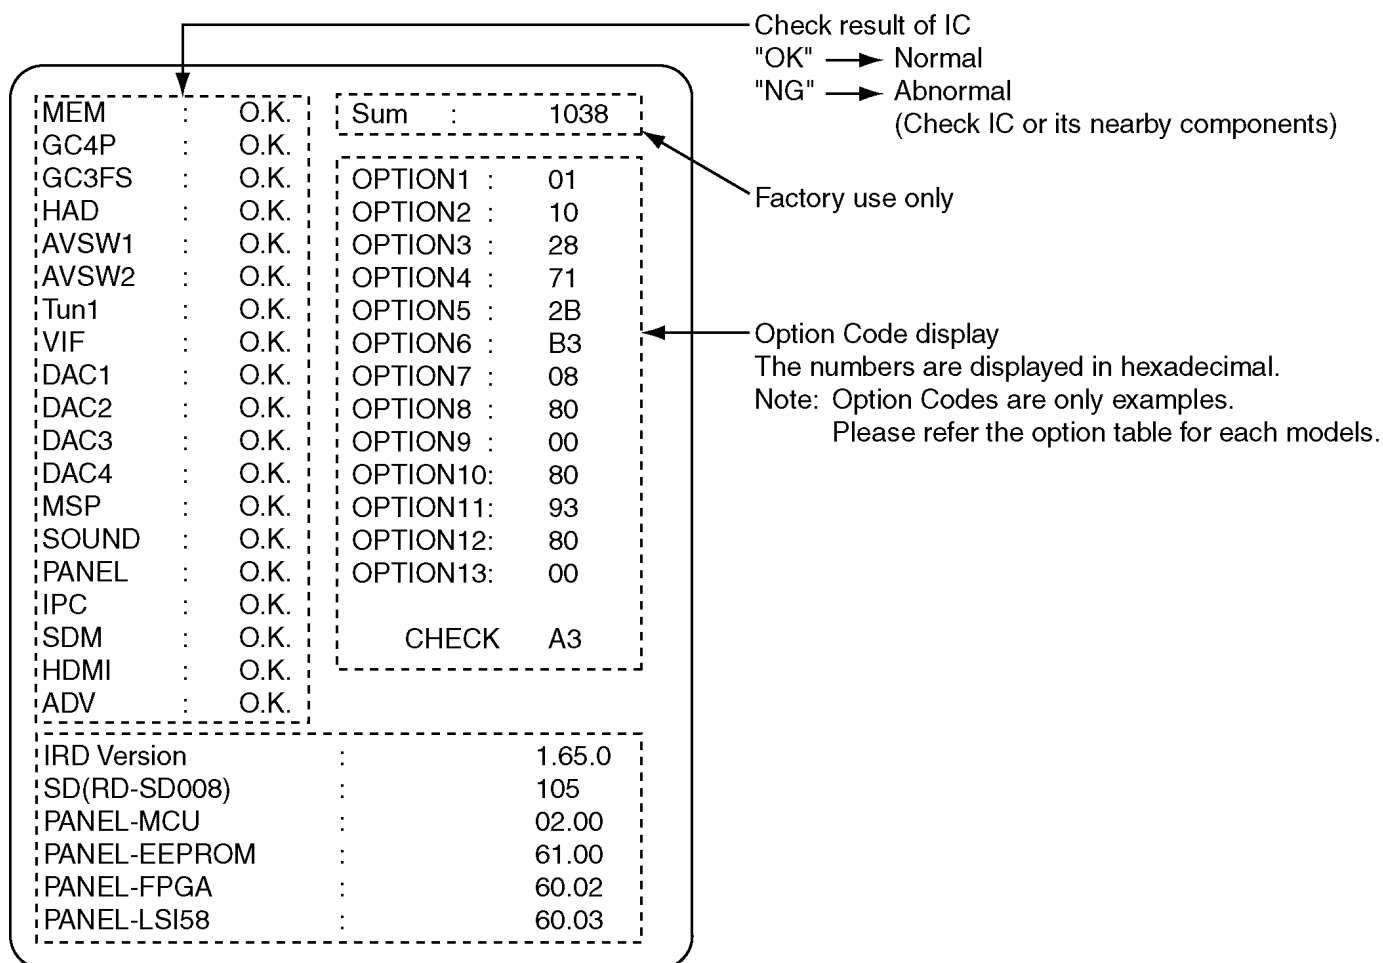 Check result of IC
"OK" → Normal
"NG" → Abnormal
(Check IC or its nearby components)
MEM : O.K.
GC4P : O.K.
GC3FS : O.K.
HAD : O.K.
AVSW1 : O.K.
AVSW2 : O.K.
Tun1 : O.K.
VIF : O.K.
DAC1 : O.K.
DAC2 : O.K.
DAC3 : O.K.
DAC4 : O.K.
MSP : O.K.
SOUND : O.K.
PANEL : O.K.
IPC : O.K.
SDM : O.K.
HDMI : O.K.
ADV : O.K.
Sum : 1038
Factory use only
OPTION1 : 01
OPTION2 : 10
OPTION3 : 28
OPTION4 : 71
OPTION5 : 2B
OPTION6 : B3
OPTION7 : 08
OPTION8 : 80
OPTION9 : 00
OPTION10: 80
OPTION11: 93
OPTION12: 80
OPTION13: 00
CHECK A3
Option Code display
The numbers are displayed in hexadecimal.
Note: Option Codes are only examples.
Please refer the option table for each models.
IRD Version : 1.65.0
SD(RD-SD008) : 105
PANEL-MCU : 02.00
PANEL-EEPROM : 61.00
PANEL-FPGA : 60.02
PANEL-LSI58 : 60.03